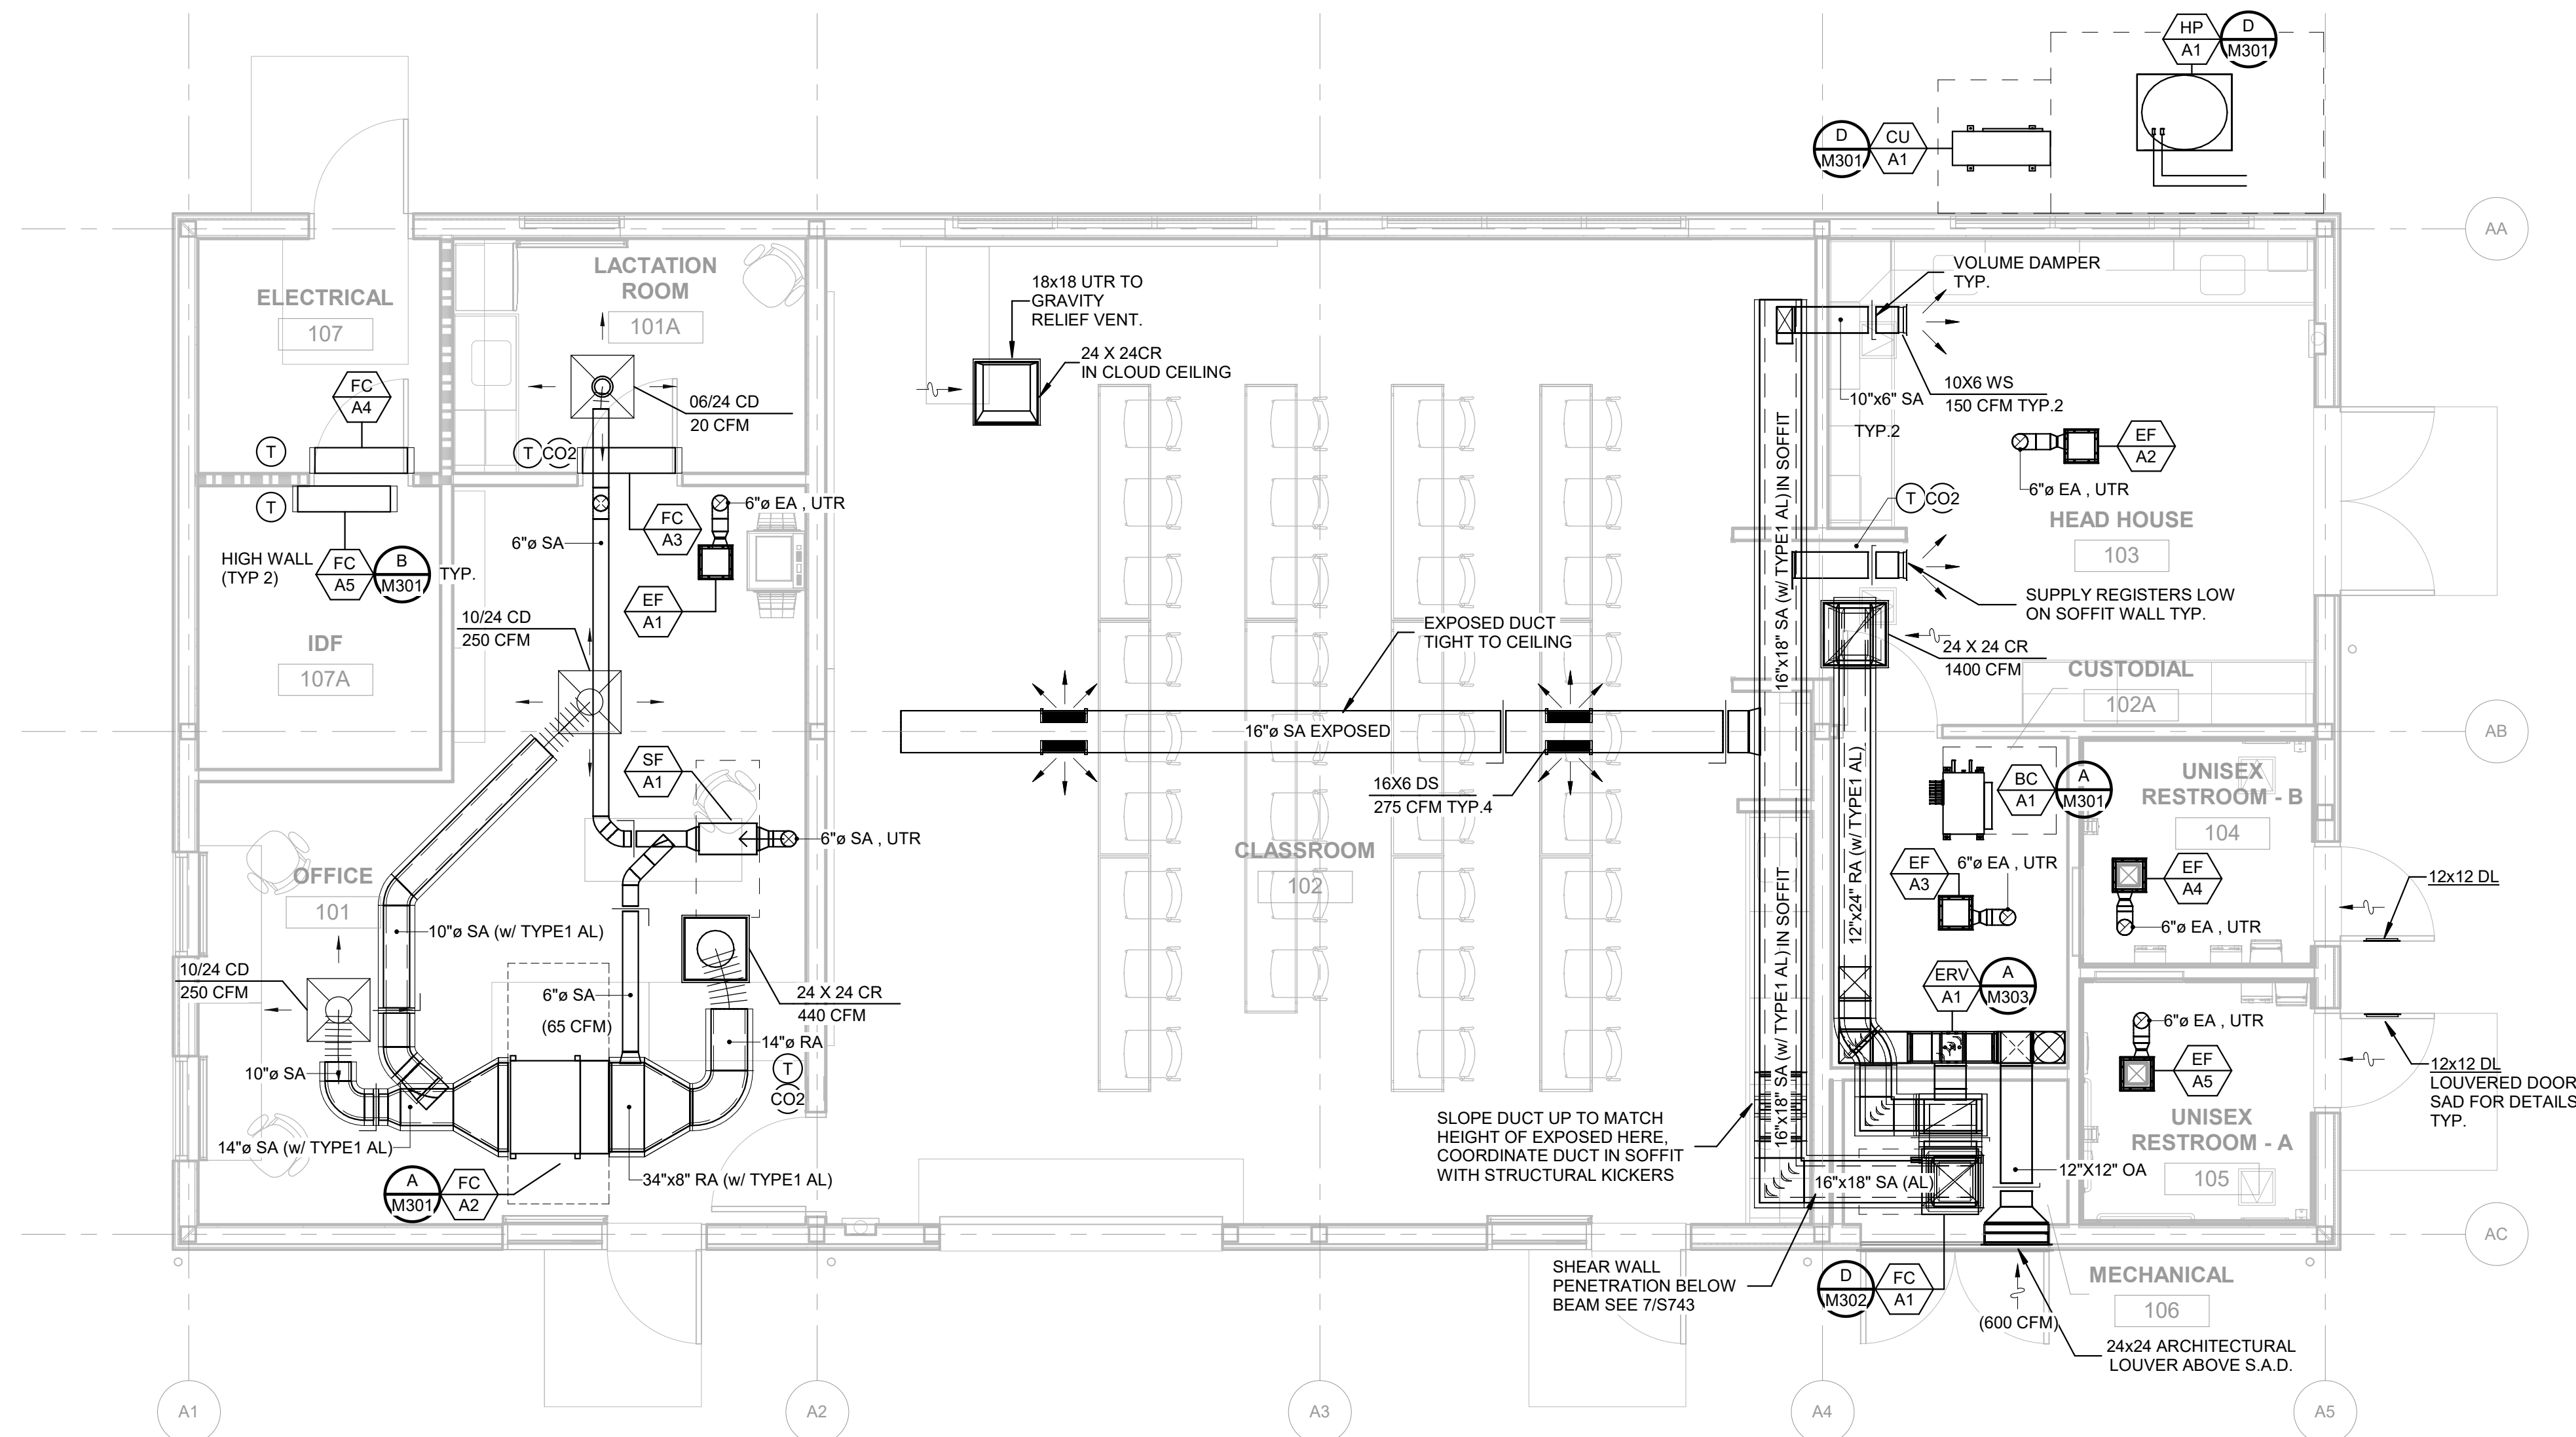 HP
A1
D
M301
D
M301
CU
A1
AA
LACTATION
ROOM
101A
ELECTRICAL
107
18x18 UTR TO
GRAVITY
RELIEF VENT.
24 X 24CR
IN CLOUD CEILING
VOLUME DAMPER
TYP.
FC
A4
06/24 CD
20 CFM
10"x6" SA
TYP.2
10X6 WS
150 CFM TYP.2
EF
A2
6"ø EA , UTR
T
T CO2
T
6"ø EA , UTR
FC
A3
6"ø SA
16"x18" SA (w/ TYPE1 AL) IN SOFFIT
T CO2
HEAD HOUSE
103
HIGH WALL
(TYP 2)
FC
A5
B
M301
TYP.
EF
A1
SUPPLY REGISTERS LOW
ON SOFFIT WALL TYP.
10/24 CD
250 CFM
IDF
107A
EXPOSED DUCT
TIGHT TO CEILING
24 X 24 CR
1400 CFM
CUSTODIAL
102A
16"ø SA EXPOSED
AB
SF
A1
16X6 DS
275 CFM TYP.4
12"x24" RA (w/ TYPE1 AL)
BC
A1
A
M301
UNISEX
RESTROOM - B
104
6"ø SA , UTR
CLASSROOM
102
EF
A3
6"ø EA , UTR
EF
A4
12x12 DL
OFFICE
101
10"ø SA (w/ TYPE1 AL)
6"ø EA , UTR
10/24 CD
250 CFM
6"ø SA
(65 CFM)
24 X 24 CR
440 CFM
16"x18" SA (w/ TYPE1 AL) IN SOFFIT
ERV
A1
A
M303
6"ø EA , UTR
14"ø RA
T
CO2
10"ø SA
EF
A5
12x12 DL
LOUVERED DOOR
SAD FOR DETAILS
TYP.
SLOPE DUCT UP TO MATCH
HEIGHT OF EXPOSED HERE,
COORDINATE DUCT IN SOFFIT
WITH STRUCTURAL KICKERS
UNISEX
RESTROOM - A
105
14"ø SA (w/ TYPE1 AL)
A
M301
FC
A2
34"x8" RA (w/ TYPE1 AL)
16"x18" SA (AL)
12"X12" OA
AC
SHEAR WALL
PENETRATION BELOW
BEAM SEE 7/S743
D
M302
FC
A1
MECHANICAL
106
(600 CFM)
24x24 ARCHITECTURAL
LOUVER ABOVE S.A.D.
A1
A2
A3
A4
A5